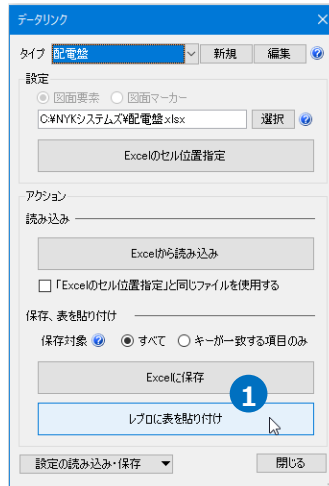 データリンク
タイプ 配電盤 新規 編集
設定
図面要素 図面マーカー
C:¥NYKシステムズ¥配電盤.xlsx 選択
Excelのセル位置指定
アクション
読み込み
Excelから読み込み
「Excelのセル位置指定」と同じファイルを使用する
保存、表を貼り付け
保存対象 すべて キーが一致する項目のみ
Excelに保存
1
レブロに表を貼り付け
設定の読み込み・保存 閉じる